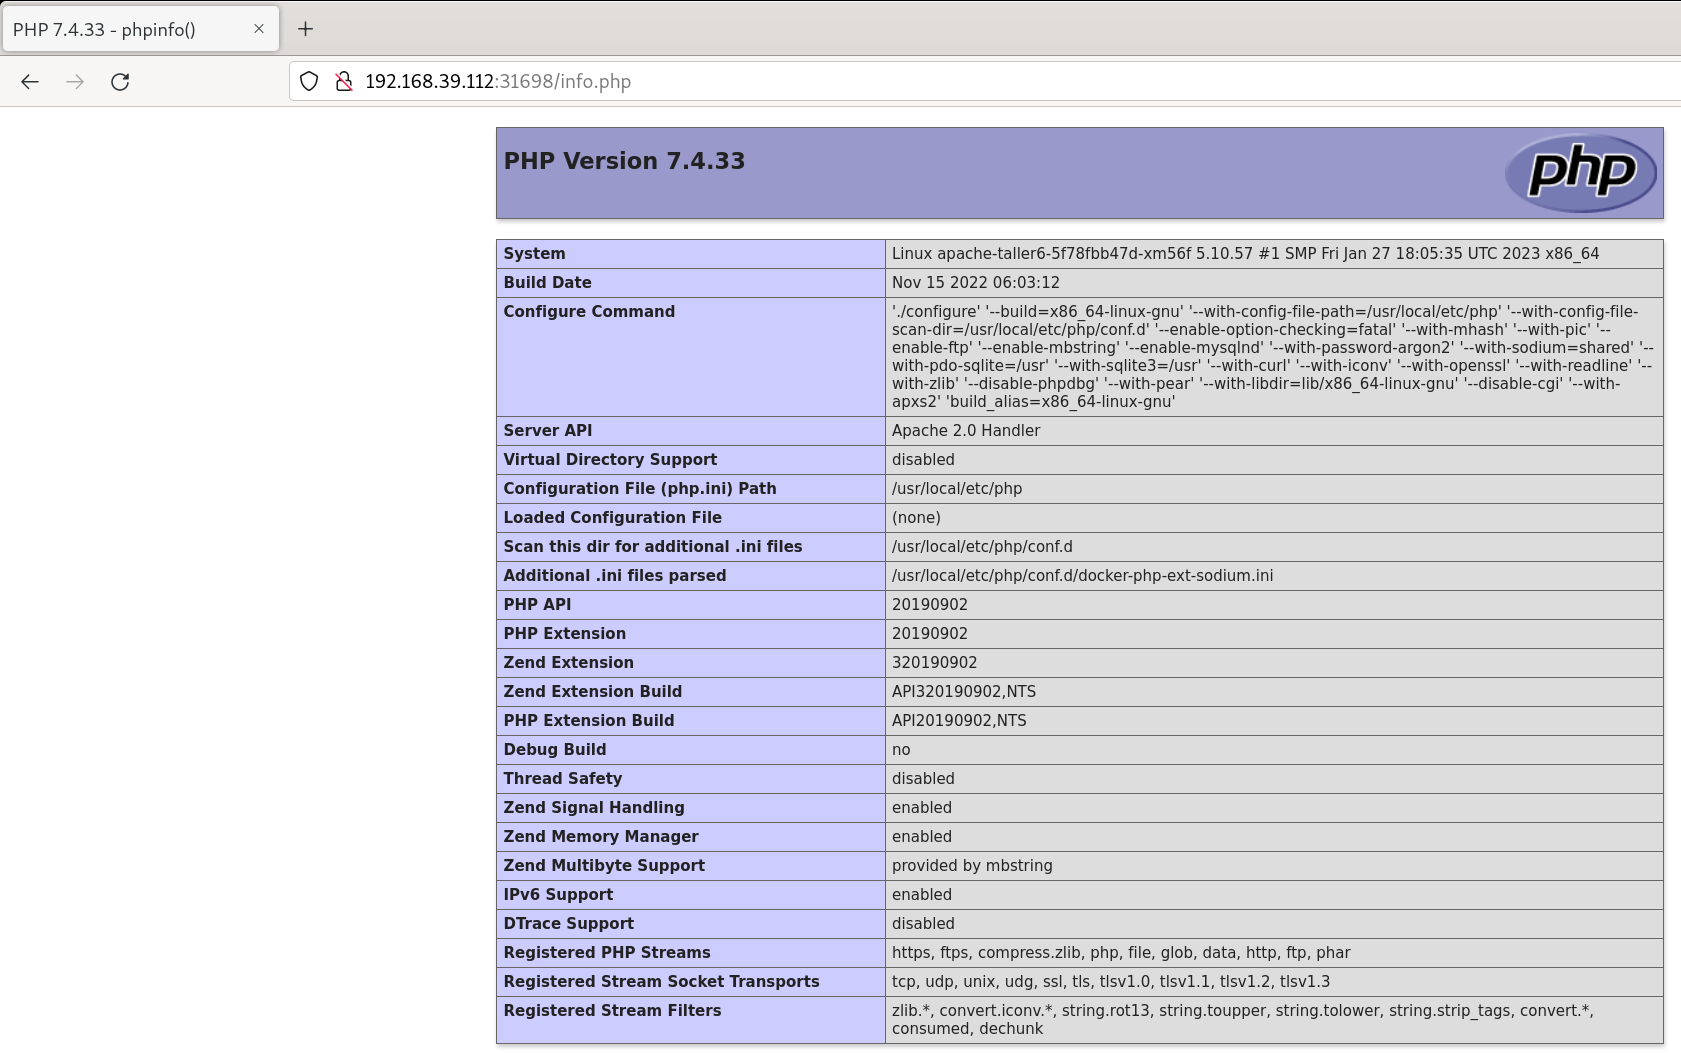 PHP 7.4.33 - phpinfo()
192.168.39.112:31698/info.php
PHP Version 7.4.33
php
System Linux apache-taller6-5f78fbb47d-xm56f 5.10.57 #1 SMP Fri Jan 27 18:05:35 UTC 2023 x86_64
Build Date Nov 15 2022 06:03:12
Configure Command './configure' '--build=x86_64-linux-gnu' '--with-config-file-path=/usr/local/etc/php' '--with-config-file-
scan-dir=/usr/local/etc/php/conf.d' '--enable-option-checking=fatal' '--with-mhash' '--with-pic' '--
enable-ftp' '--enable-mbstring' '--enable-mysqlnd' '--with-password-argon2' '--with-sodium=shared' '--
with-pdo-sqlite=/usr' '--with-sqlite3=/usr' '--with-curl' '--with-iconv' '--with-openssl' '--with-readline' '--
with-zlib' '--disable-phpdbg' '--with-pear' '--with-libdir=lib/x86_64-linux-gnu' '--disable-cgi' '--with-
apxs2' 'build_alias=x86_64-linux-gnu'
Server API Apache 2.0 Handler
Virtual Directory Support disabled
Configuration File (php.ini) Path /usr/local/etc/php
Loaded Configuration File (none)
Scan this dir for additional .ini files /usr/local/etc/php/conf.d
Additional .ini files parsed /usr/local/etc/php/conf.d/docker-php-ext-sodium.ini
PHP API 20190902
PHP Extension 20190902
Zend Extension 320190902
Zend Extension Build API320190902,NTS
PHP Extension Build API20190902,NTS
Debug Build no
Thread Safety disabled
Zend Signal Handling enabled
Zend Memory Manager enabled
Zend Multibyte Support provided by mbstring
IPv6 Support enabled
DTrace Support disabled
Registered PHP Streams https, ftps, compress.zlib, php, file, glob, data, http, ftp, phar
Registered Stream Socket Transports tcp, udp, unix, udg, ssl, tls, tlsv1.0, tlsv1.1, tlsv1.2, tlsv1.3
Registered Stream Filters zlib.*, convert.iconv.*, string.rot13, string.toupper, string.tolower, string.strip_tags, convert.*,
consumed, dechunk